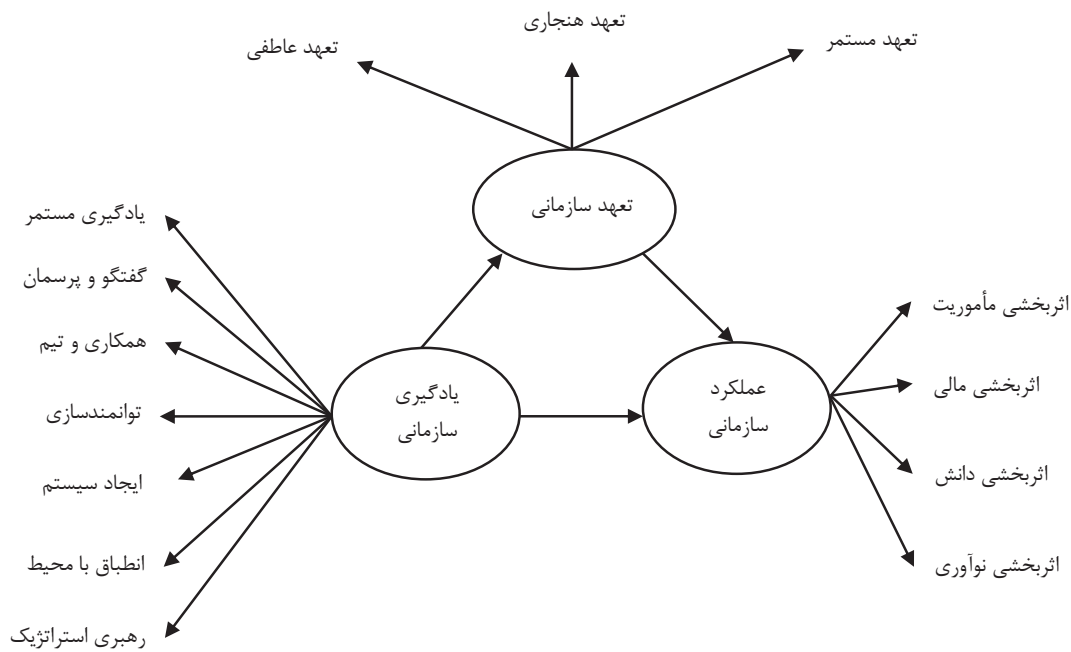 تعهد هنجاری
تعهد مستمر
تعهد عاطفی
تعهد سازمانی
یادگیری مستمر
گفتگو و پرسمان
همکاری و تیم
توانمندسازی
ایجاد سیستم
انطباق با محیط
رهبری استراتژیک
یادگیری
سازمانی
عملکرد
سازمانی
اثربخشی مأموریت
اثربخشی مالی
اثربخشی دانش
اثربخشی نوآوری